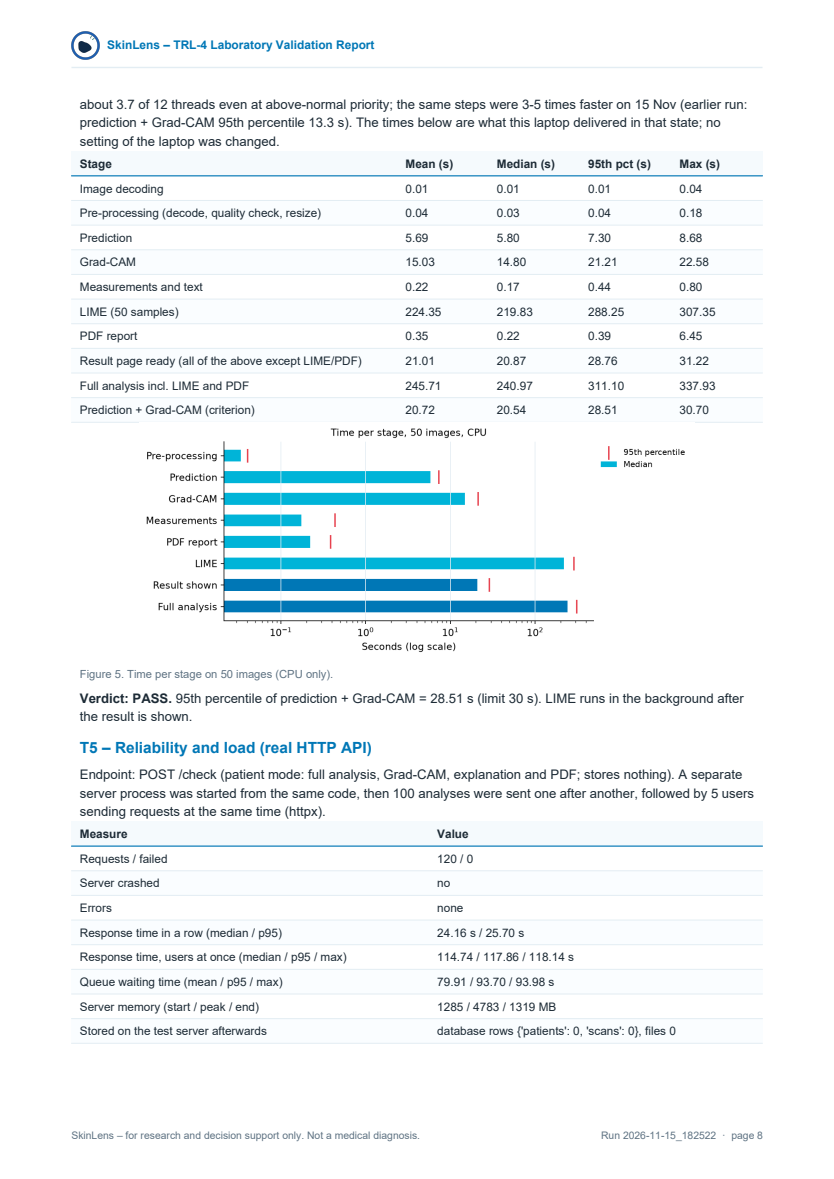 SkinLens – TRL-4 Laboratory Validation Report
about 3.7 of 12 threads even at above-normal priority; the same steps were 3-5 times faster on 15 Nov (earlier run:
prediction + Grad-CAM 95th percentile 13.3 s). The times below are what this laptop delivered in that state; no
setting of the laptop was changed.
Stage Mean (s) Median (s) 95th pct (s) Max (s)
Image decoding 0.01 0.01 0.01 0.04
Pre-processing (decode, quality check, resize) 0.04 0.03 0.04 0.18
Prediction 5.69 5.80 7.30 8.68
Grad-CAM 15.03 14.80 21.21 22.58
Measurements and text 0.22 0.17 0.44 0.80
LIME (50 samples) 224.35 219.83 288.25 307.35
PDF report 0.35 0.22 0.39 6.45
Result page ready (all of the above except LIME/PDF) 21.01 20.87 28.76 31.22
Full analysis incl. LIME and PDF 245.71 240.97 311.10 337.93
Prediction + Grad-CAM (criterion) 20.72 20.54 28.51 30.70
Time per stage, 50 images, CPU
95th percentile
Median
Pre-processing
Prediction
Grad-CAM
Measurements
PDF report
LIME
Result shown
Full analysis
10⁻¹ 10⁰ 10¹ 10²
Seconds (log scale)
Figure 5. Time per stage on 50 images (CPU only).
Verdict: PASS. 95th percentile of prediction + Grad-CAM = 28.51 s (limit 30 s). LIME runs in the background after
the result is shown.
T5 – Reliability and load (real HTTP API)
Endpoint: POST /check (patient mode: full analysis, Grad-CAM, explanation and PDF; stores nothing). A separate
server process was started from the same code, then 100 analyses were sent one after another, followed by 5 users
sending requests at the same time (httpx).
Measure Value
Requests / failed 120 / 0
Server crashed no
Errors none
Response time in a row (median / p95) 24.16 s / 25.70 s
Response time, users at once (median / p95 / max) 114.74 / 117.86 / 118.14 s
Queue waiting time (mean / p95 / max) 79.91 / 93.70 / 93.98 s
Server memory (start / peak / end) 1285 / 4783 / 1319 MB
Stored on the test server afterwards database rows {'patients': 0, 'scans': 0}, files 0
SkinLens – for research and decision support only. Not a medical diagnosis. Run 2026-11-15_182522 · page 8